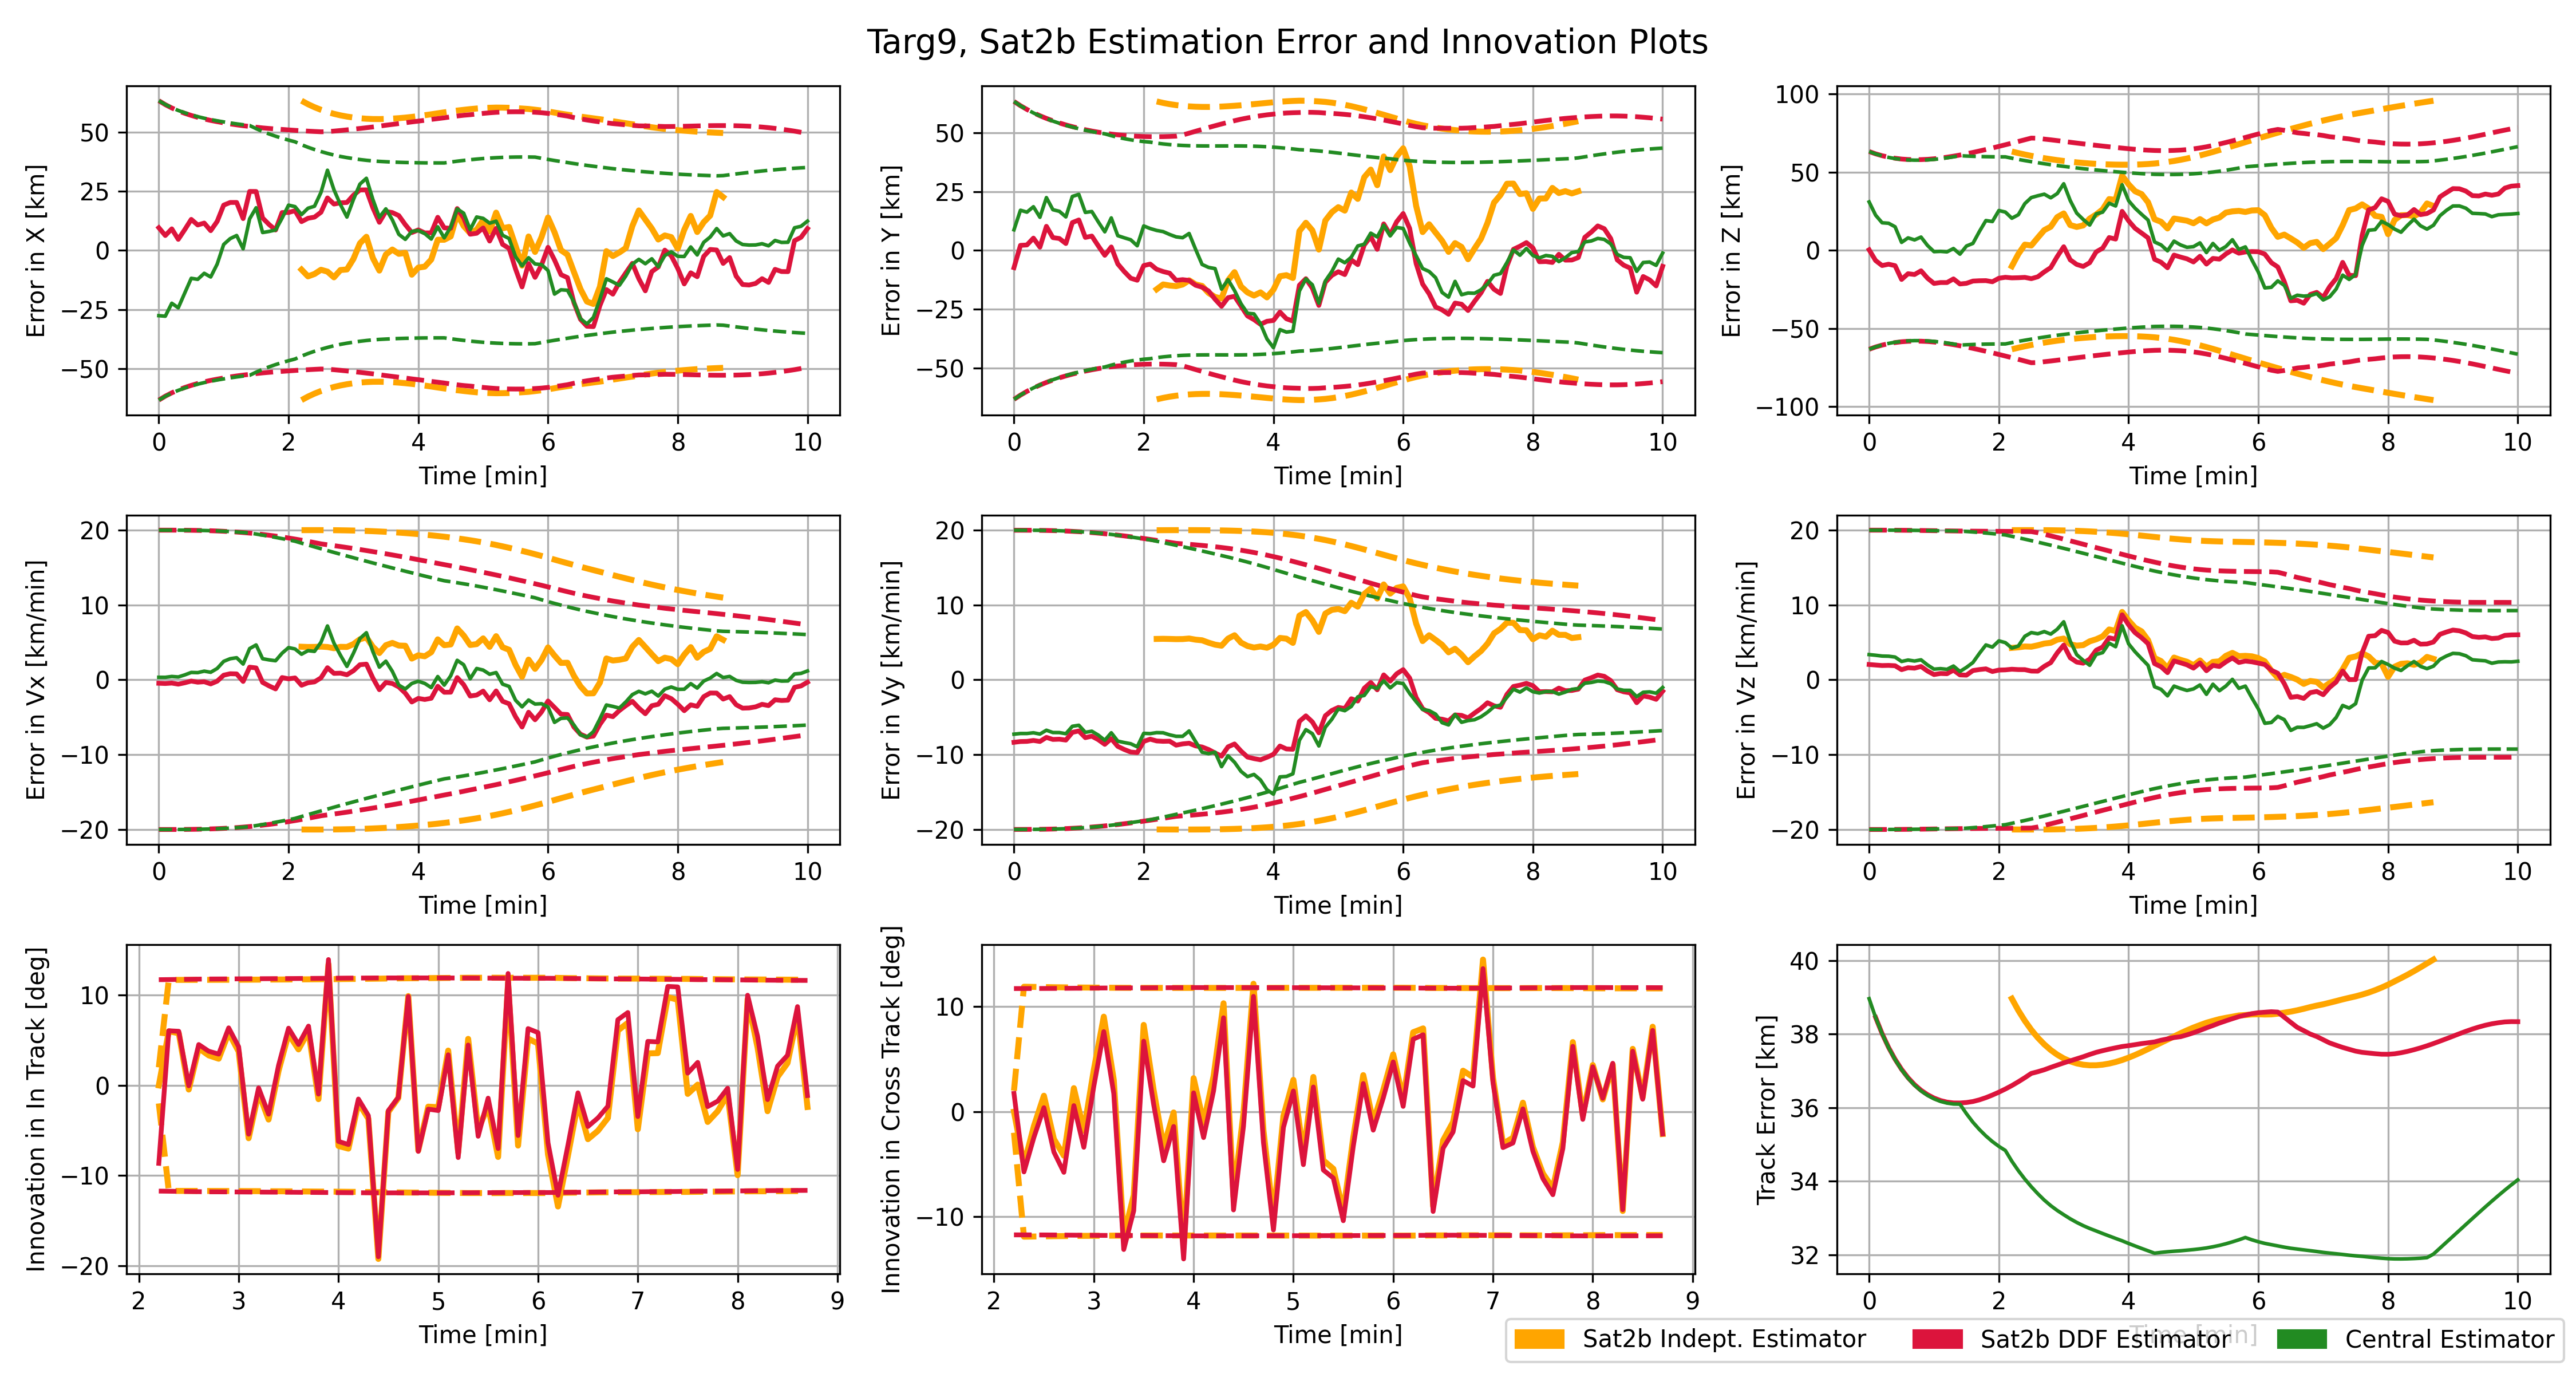 Targ9, Sat2b Estimation Error and Innovation Plots
Error in X [km]
50
25
0
−25
−50
0 2 4 6 8 10
Time [min]
Error in Y [km]
50
25
0
−25
−50
0 2 4 6 8 10
Time [min]
Error in Z [km]
100
50
0
−50
−100
0 2 4 6 8 10
Time [min]
Error in Vx [km/min]
20
10
0
−10
−20
0 2 4 6 8 10
Time [min]
Error in Vy [km/min]
20
10
0
−10
−20
0 2 4 6 8 10
Time [min]
Error in Vz [km/min]
20
10
0
−10
−20
0 2 4 6 8 10
Time [min]
Innovation in In Track [deg]
10
0
−10
−20
2 3 4 5 6 7 8 9
Time [min]
Innovation in Cross Track [deg]
10
0
−10
2 3 4 5 6 7 8 9
Time [min]
Track Error [km]
40
38
36
34
32
0 2 4 6 8 10
Time [min]
Sat2b Indept. Estimator Sat2b DDF Estimator Central Estimator